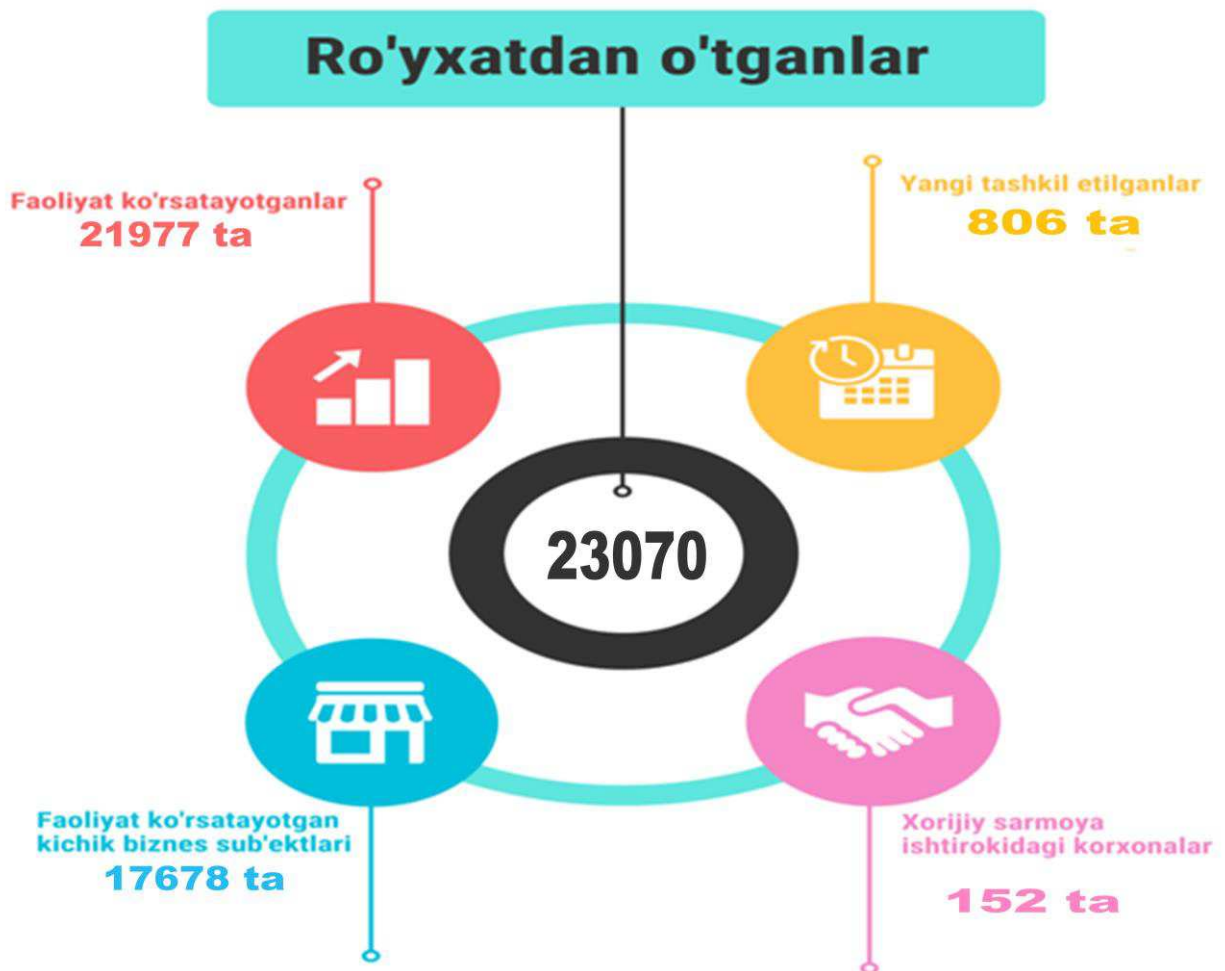 Ro'yxatdan o'tganlar
Faoliyat ko'rsatayotganlar
21977 ta
Yangi tashkil etilganlar
806 ta
23070
Faoliyat ko'rsatayotgan
kichik biznes sub'ektlari
17678 ta
Xorijiy sarmoya
ishtirokidagi korxonalar
152 ta